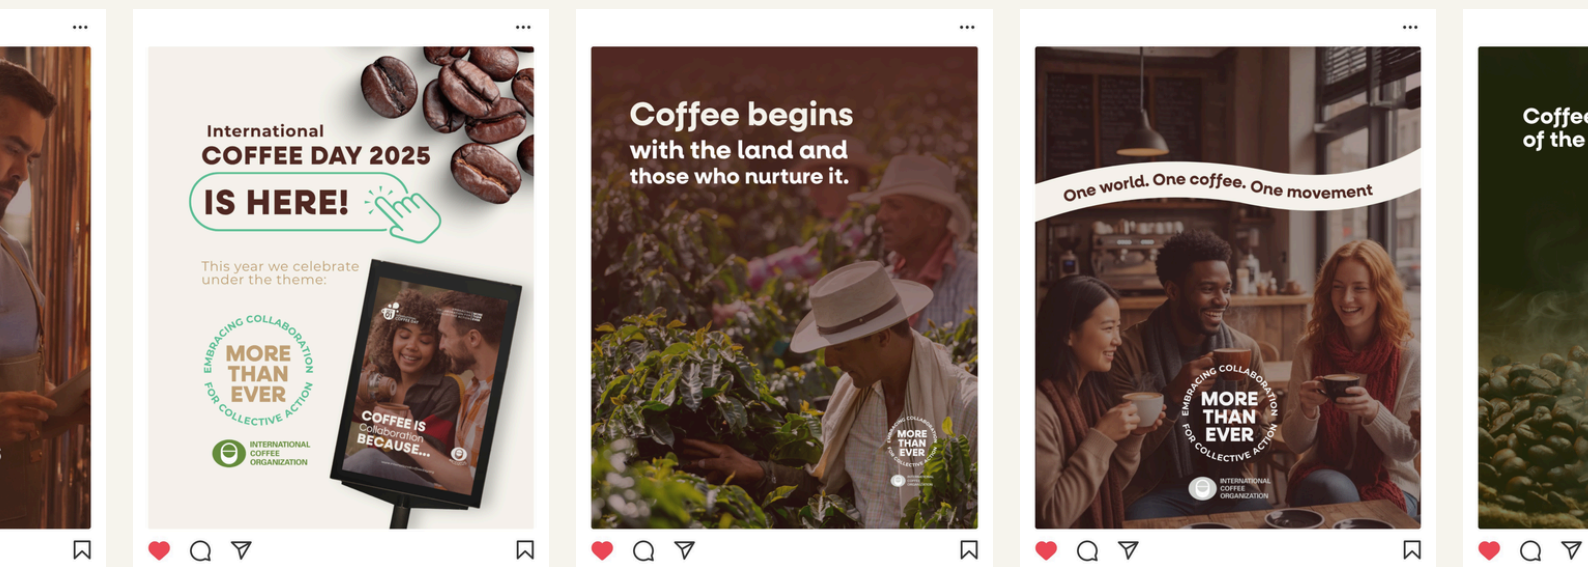 International
COFFEE DAY 2025
IS HERE!
This year we celebrate
under the theme:
EMBRACING COLLABORATION
MORE
THAN
EVER
FOR COLLECTIVE ACTION
INTERNATIONAL
COFFEE
ORGANIZATION
COFFEE IS
Collaboration
BECAUSE...
Coffee begins
with the land and
those who nurture it.
MORE
THAN
EVER
One world. One coffee. One movement
EMBRACING COLLABORATION
MORE
THAN
EVER
FOR COLLECTIVE ACTION
INTERNATIONAL
COFFEE
ORGANIZATION
Coffee
of the